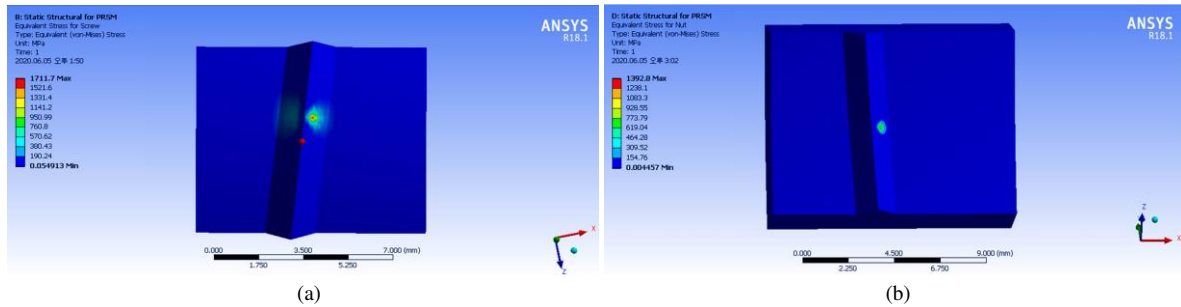 B: Static Structural for PRSM
Equivalent Stress for Screw
Type: Equivalent (von-Mises) Stress
Unit: MPa
Time: 1
2020.06.05 오후 1:50
1711.7 Max
1521.6
1331.4
1141.2
950.99
760.8
570.62
380.43
190.24
0.054913 Min
ANSYS
R18.1
0.000
3.500
7.000 (mm)
1.750
5.250
X
Z
(a)
D: Static Structural for PRSM
Equivalent Stress for Nut
Type: Equivalent (von-Mises) Stress
Unit: MPa
Time: 1
2020.06.05 오후 3:02
1392.8 Max
1238.1
1083.3
928.55
773.79
619.04
464.28
309.52
154.76
0.004457 Min
ANSYS
R18.1
0.000
4.500
9.000 (mm)
2.250
6.750
Z
X
(b)